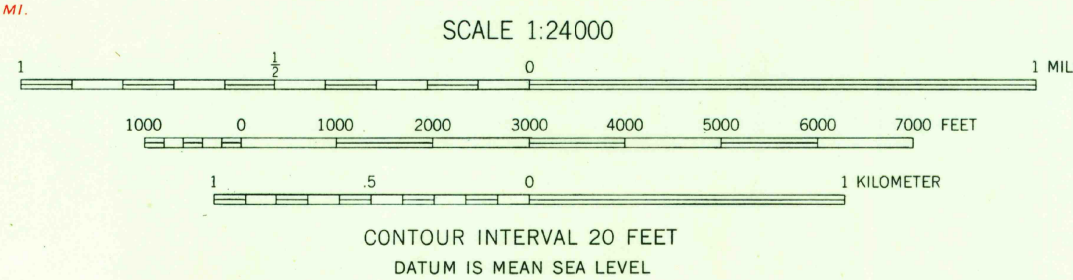 MI.
SCALE 1:24000
1 1/2 0 1 MIL
1000 0 1000 2000 3000 4000 5000 6000 7000 FEET
1 .5 0 1 KILOMETER
CONTOUR INTERVAL 20 FEET
DATUM IS MEAN SEA LEVEL